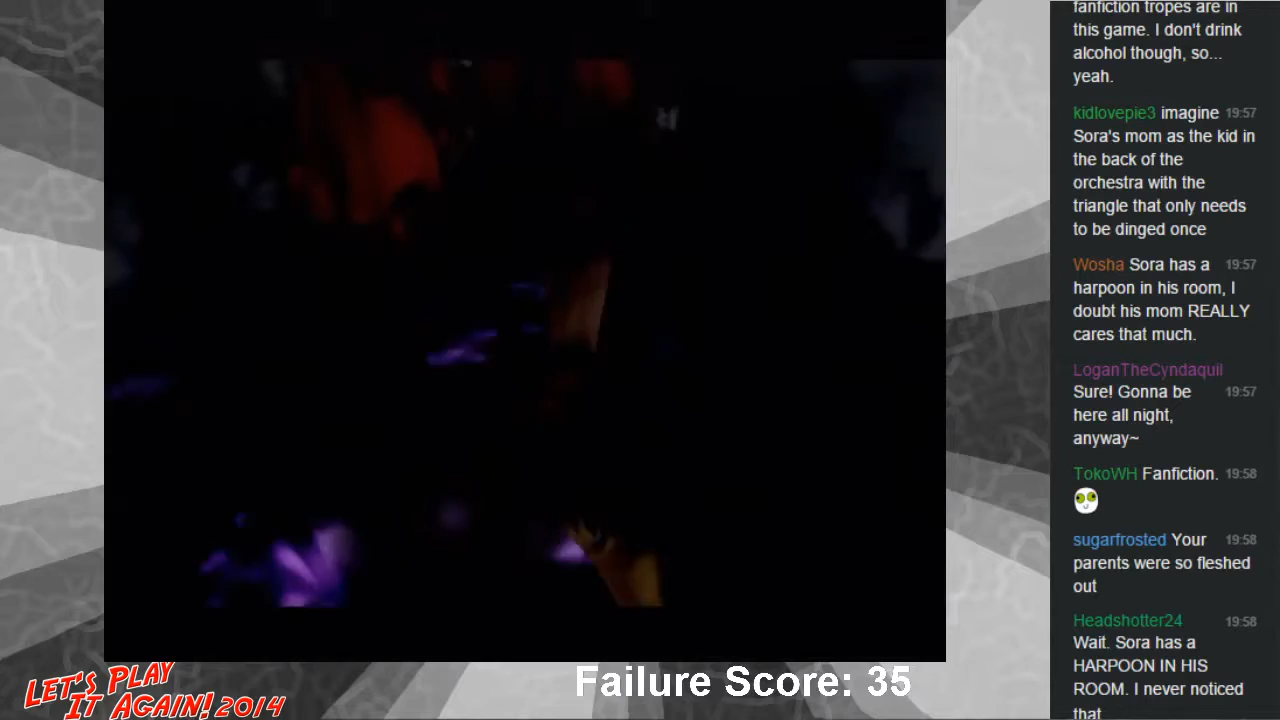 fanfiction tropes are in
this game. I don't drink
alcohol though, so...
yeah.
kidlovepie3 imagine 19:57
Sora's mom as the kid in
the back of the
orchestra with the
triangle that only needs
to be dinged once
Wosha Sora has a 19:57
harpoon in his room, I
doubt his mom REALLY
cares that much.
LoganTheCyndaquil
Sure! Gonna be 19:57
here all night,
anyway~
TokoWH Fanfiction. 19:58
sugarfrosted Your 19:58
parents were so fleshed
out
Headshotter24 19:58
Wait. Sora has a
HARPOON IN HIS
ROOM. I never noticed
that
LET'S PLAY
IT AGAIN! 2014
Failure Score: 35